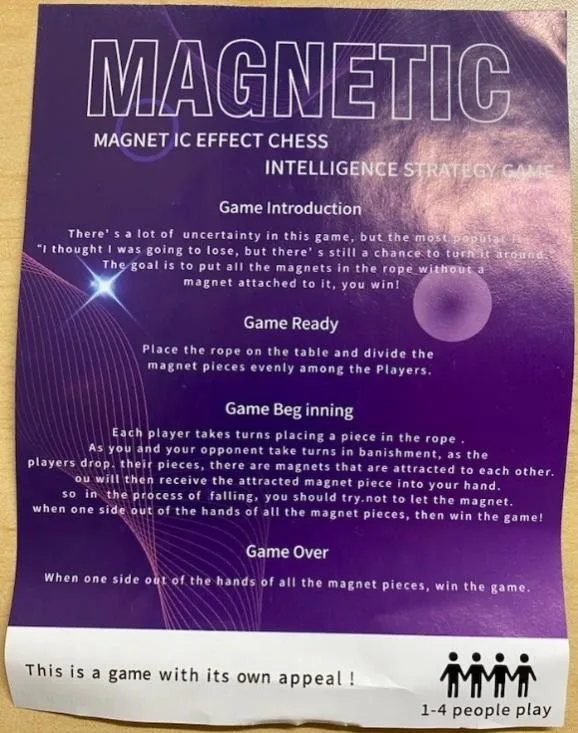 MAGNETIC
MAGNET IC EFFECT CHESS
INTELLIGENCE STRATEGY GAME
Game Introduction
There' s a lot of uncertainty in this game, but the most popular is
"I thought I was going to lose, but there' s still a chance to turn it around.
The goal is to put all the magnets in the rope without a
magnet attached to it, you win!
Game Ready
Place the rope on the table and divide the
magnet pieces evenly among the Players.
Game Beg inning
Each player takes turns placing a piece in the rope .
As you and your opponent take turns in banishment, as the
players drop. their pieces, there are magnets that are attracted to each other.
ou will then receive the attracted magnet piece into your hand.
so in the process of falling, you should try.not to let the magnet.
when one side out of the hands of all the magnet pieces, then win the game!
Game Over
When one side out of the hands of all the magnet pieces, win the game.
This is a game with its own appeal !
1-4 people play